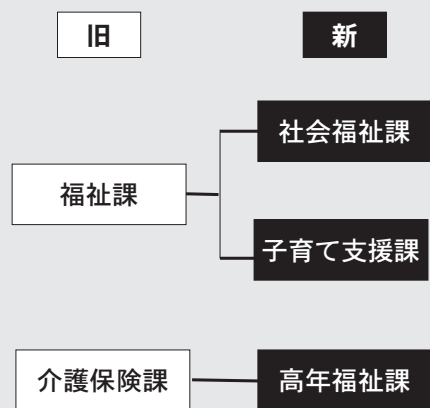 旧
新
社会福祉課
福祉課
子育て支援課
介護保険課
高年福祉課